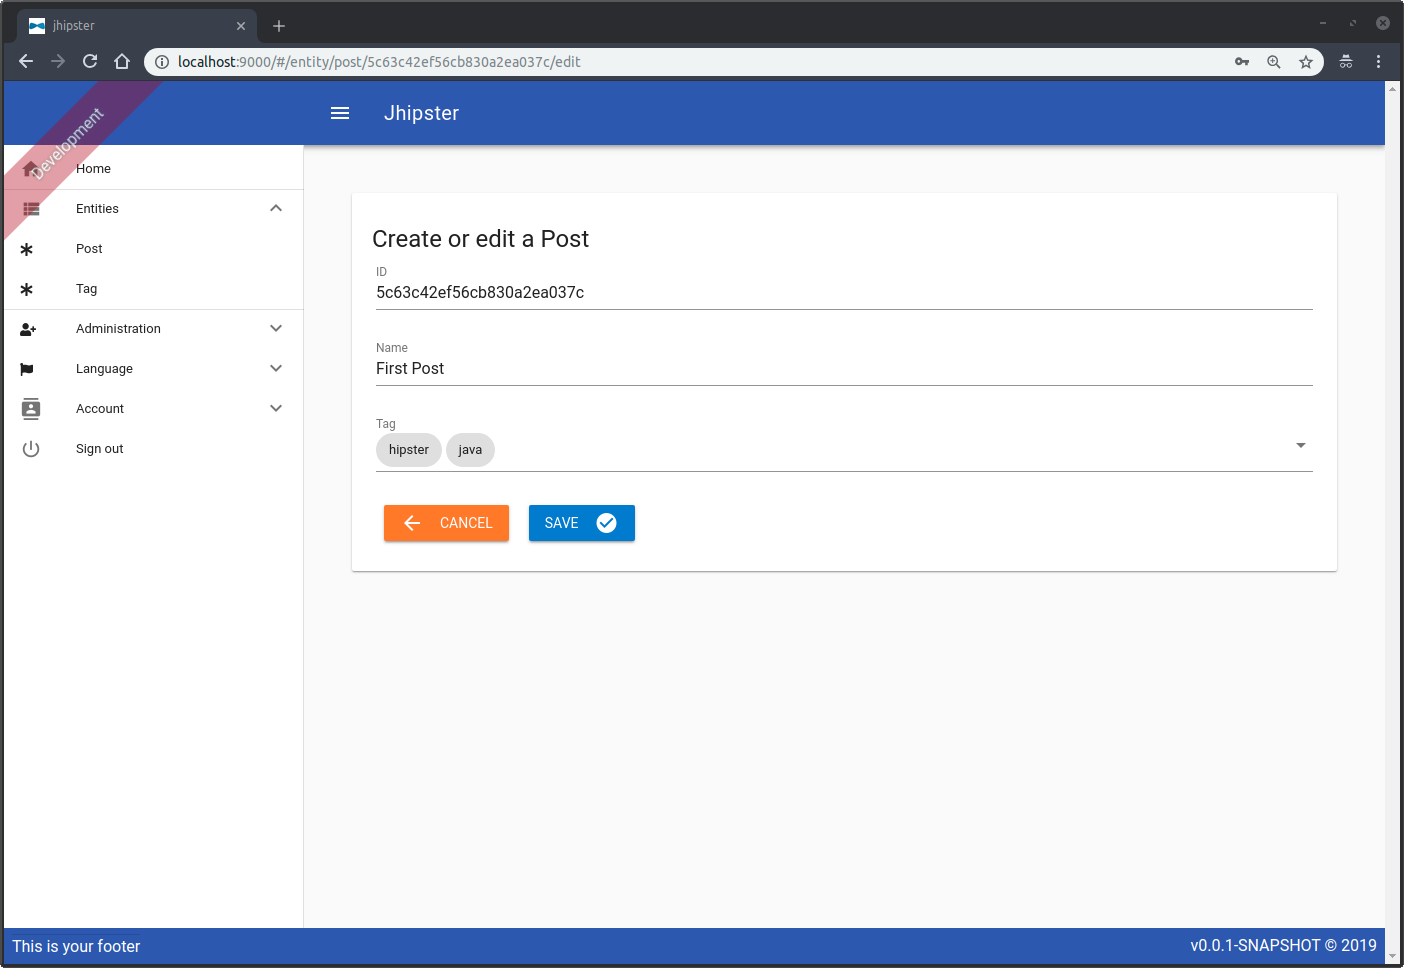 jhipster
localhost:9000/#/entity/post/5c63c42ef56cb830a2ea037c/edit
Development
Jhipster
Home
Entities
Post
Tag
Administration
Language
Account
Sign out
Create or edit a Post
ID
5c63c42ef56cb830a2ea037c
Name
First Post
Tag
hipster java
CANCEL SAVE
This is your footer
v0.0.1-SNAPSHOT © 2019